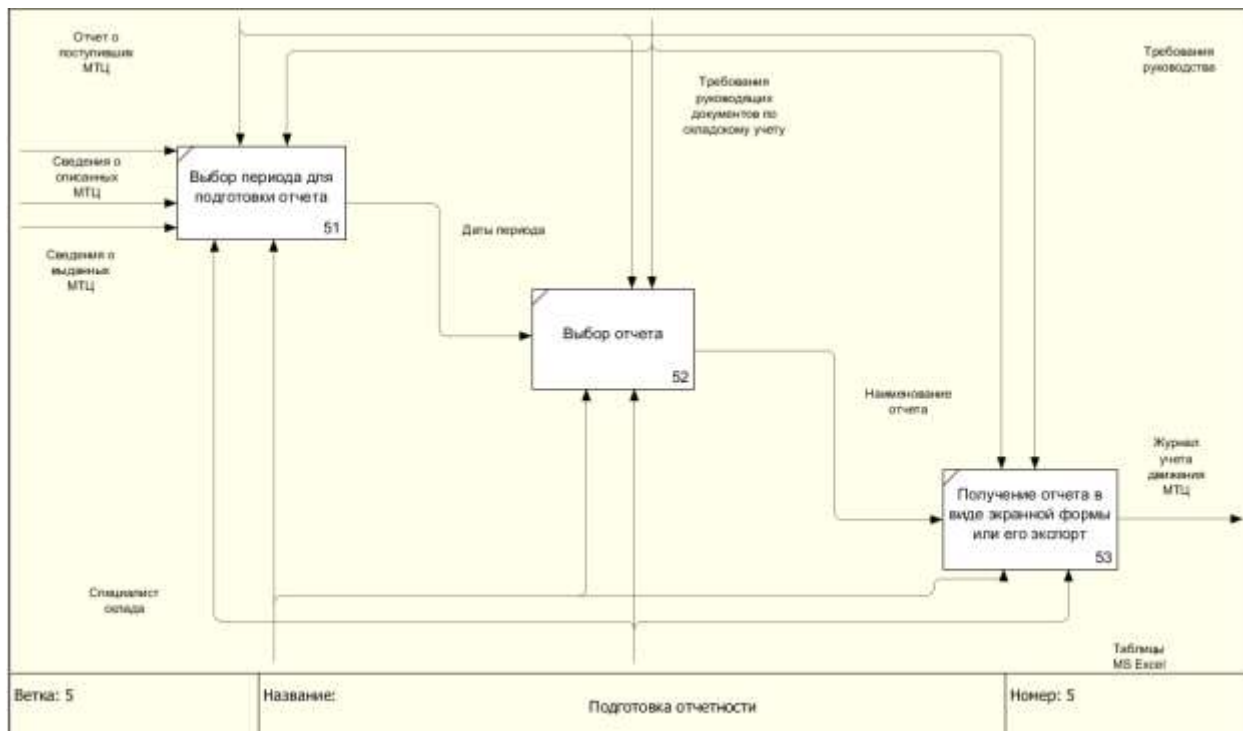 Отчет о
поступивших
МТЦ
Требования
руководства
Требования
руководящих
документов по
складскому учету
Сведения о
списанных
МТЦ
Выбор периода для
подготовки отчета
51
Даты периода
Сведения о
выданных
МТЦ
Выбор отчета
52
Наименование
отчета
Журнал
учета
движения
МТЦ
Получение отчета в
виде экранной формы
или его экспорт
53
Специалист
склада
Таблицы
MS Excel
Ветка: 5
Название:
Подготовка отчетности
Номер: 5